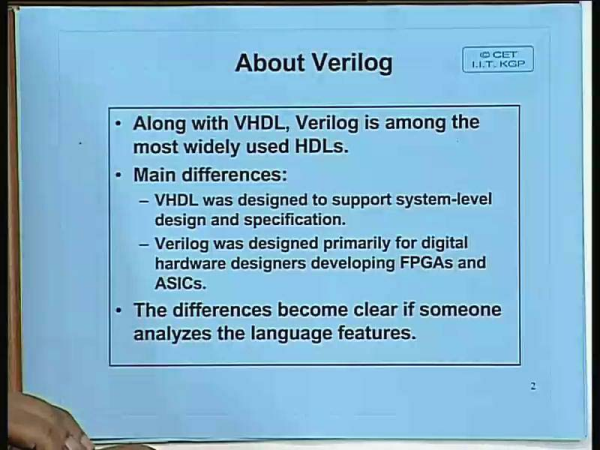 About Verilog
© CET
I.I.T. KGP
• Along with VHDL, Verilog is among the
most widely used HDLs.
• Main differences:
– VHDL was designed to support system-level
design and specification.
– Verilog was designed primarily for digital
hardware designers developing FPGAs and
ASICs.
• The differences become clear if someone
analyzes the language features.
2